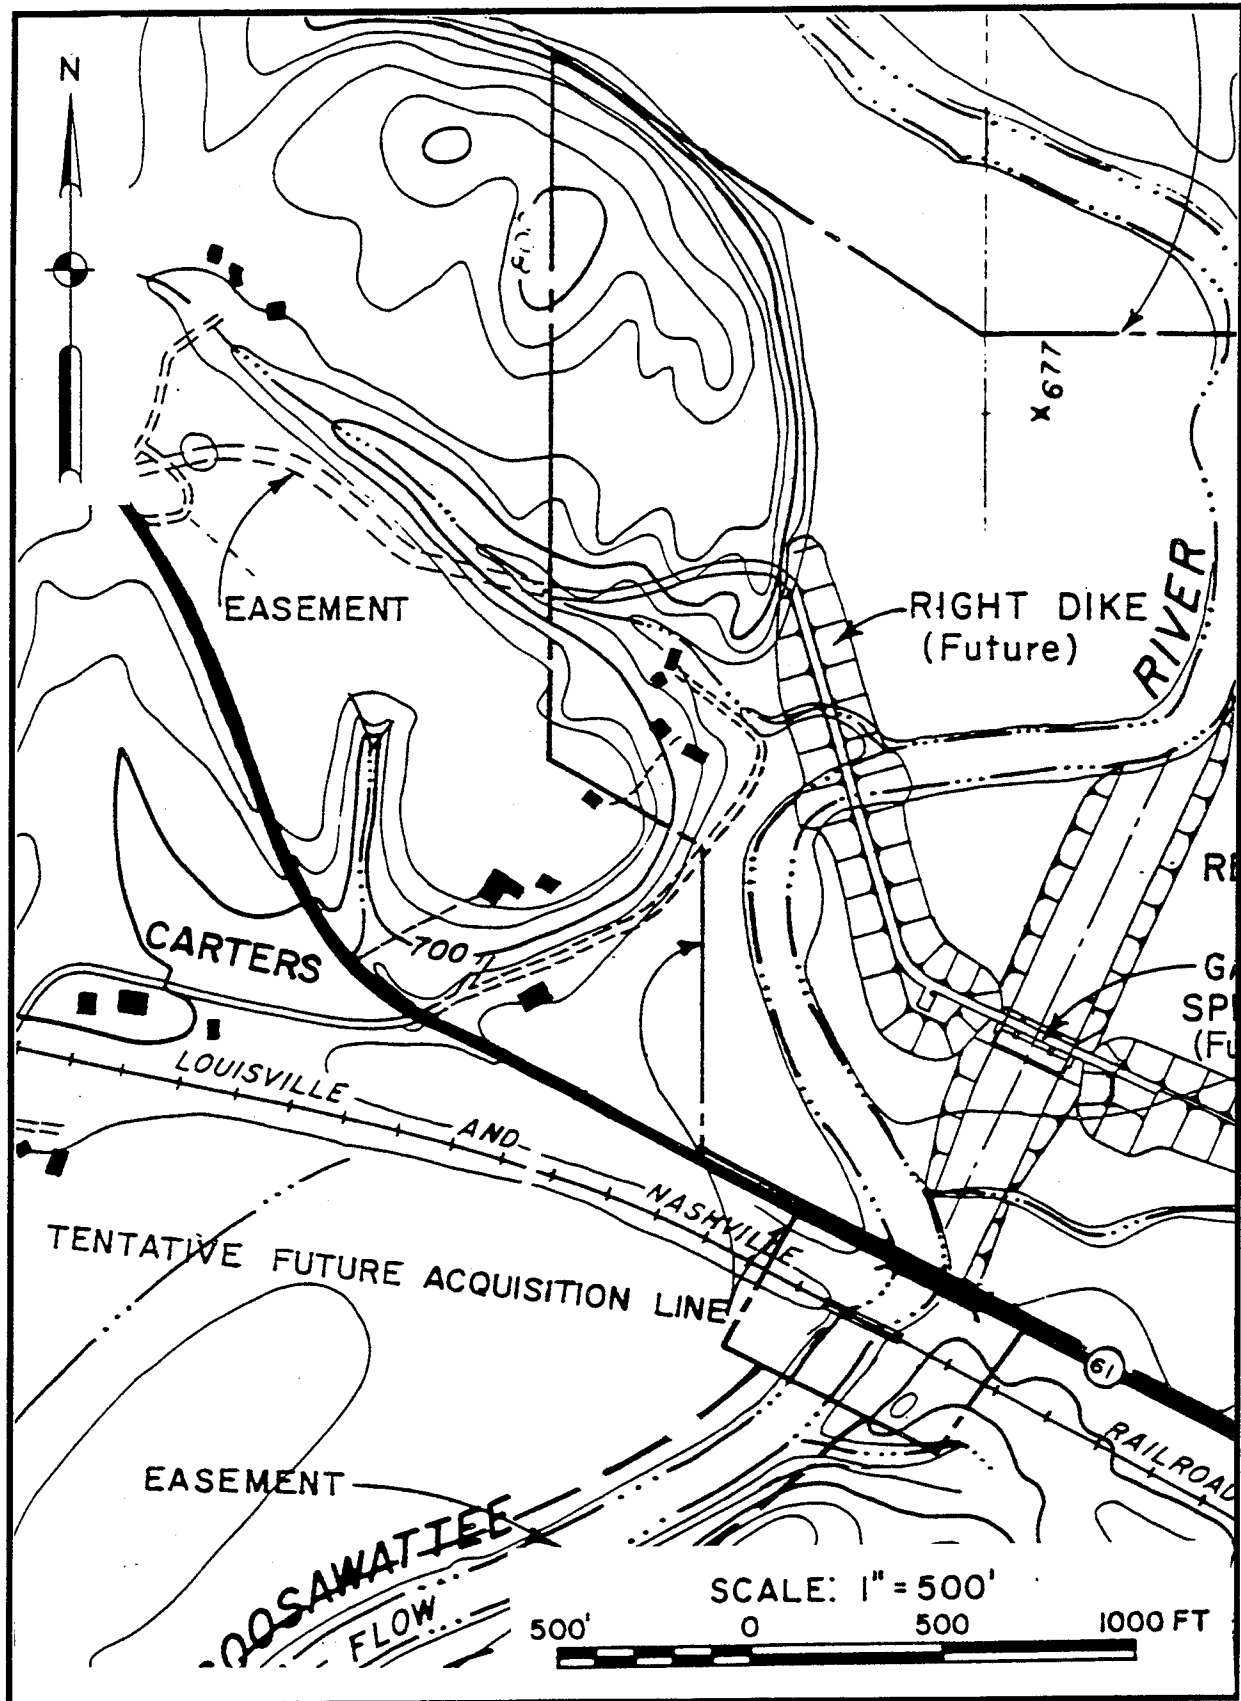 N
x 677
EASEMENT
RIGHT DIKE
(Future)
RIVER
CARTERS
700
LOUISVILLE AND NASHVILLE RAILROAD
TENTATIVE FUTURE ACQUISITION LINE
61
EASEMENT
OOSAWATTEE
FLOW
SCALE: 1" = 500'
500' 0 500 1000 FT